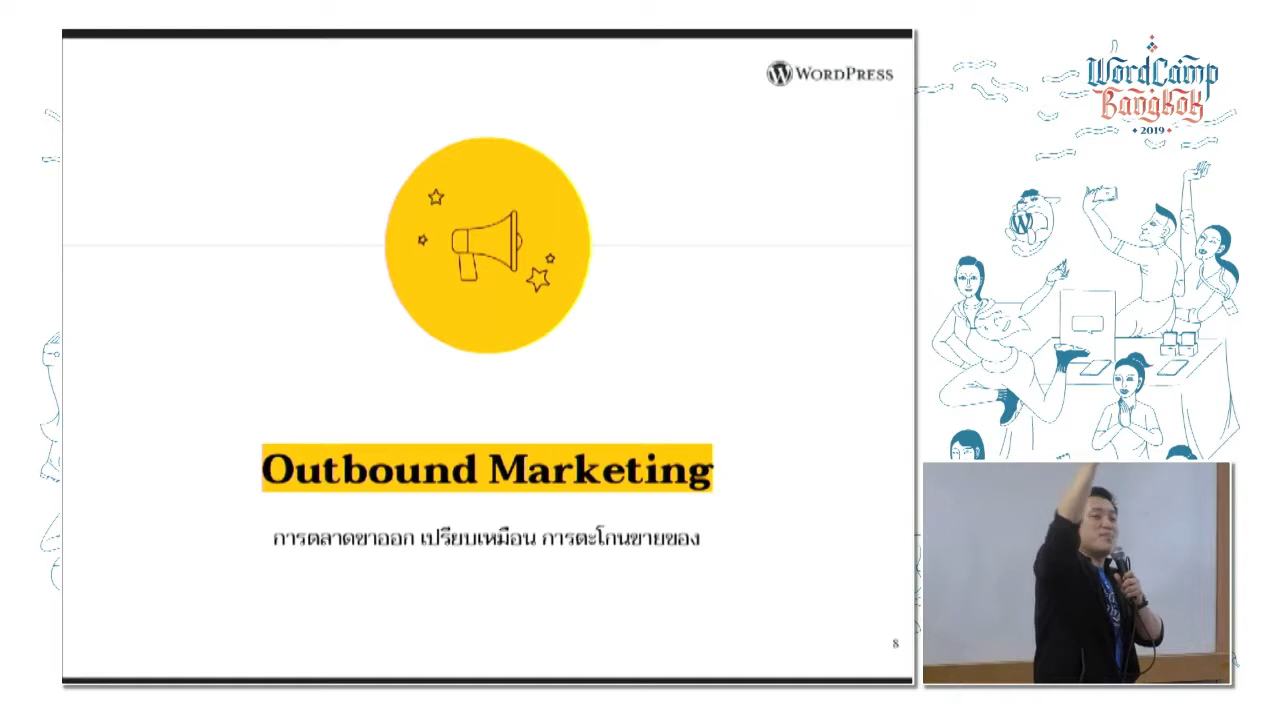 WORDPRESS
WordCamp
Bangkok
2019
Outbound Marketing
การตลาดขาออก เปรียบเหมือน การตะโกนขายของ
8